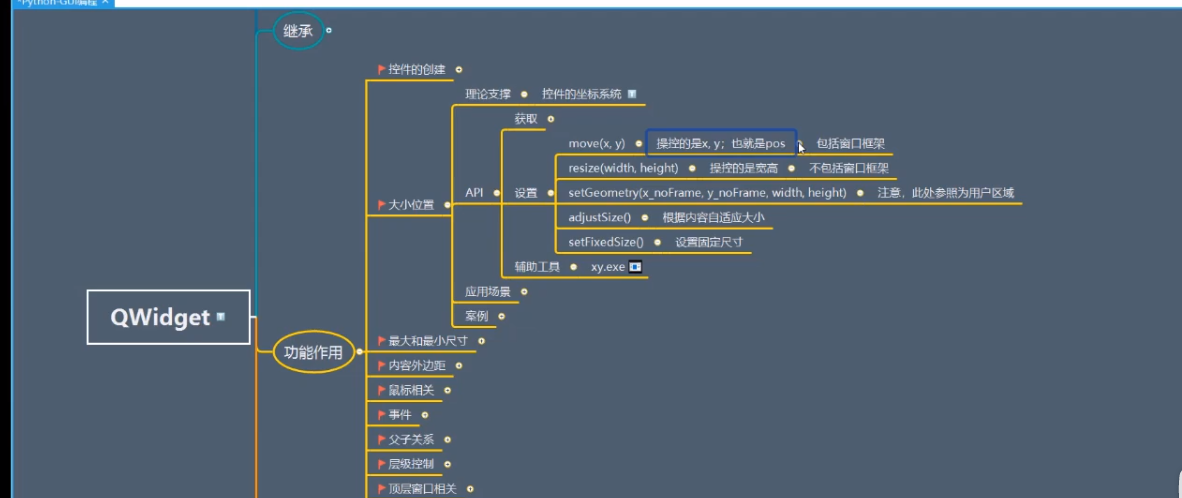 *Python-GUI编程 ×
继承
控件的创建
理论支撑 控件的坐标系统
获取
move(x, y) 操控的是x, y；也就是pos 包括窗口框架
resize(width, height) 操控的是宽高 不包括窗口框架
API 设置 setGeometry(x_noFrame, y_noFrame, width, height) 注意，此处参照为用户区域
大小位置
adjustSize() 根据内容自适应大小
setFixedSize() 设置固定尺寸
辅助工具 xy.exe
应用场景
案例
QWidget
功能作用
最大和最小尺寸
内容外边距
鼠标相关
事件
父子关系
层级控制
顶层窗口相关